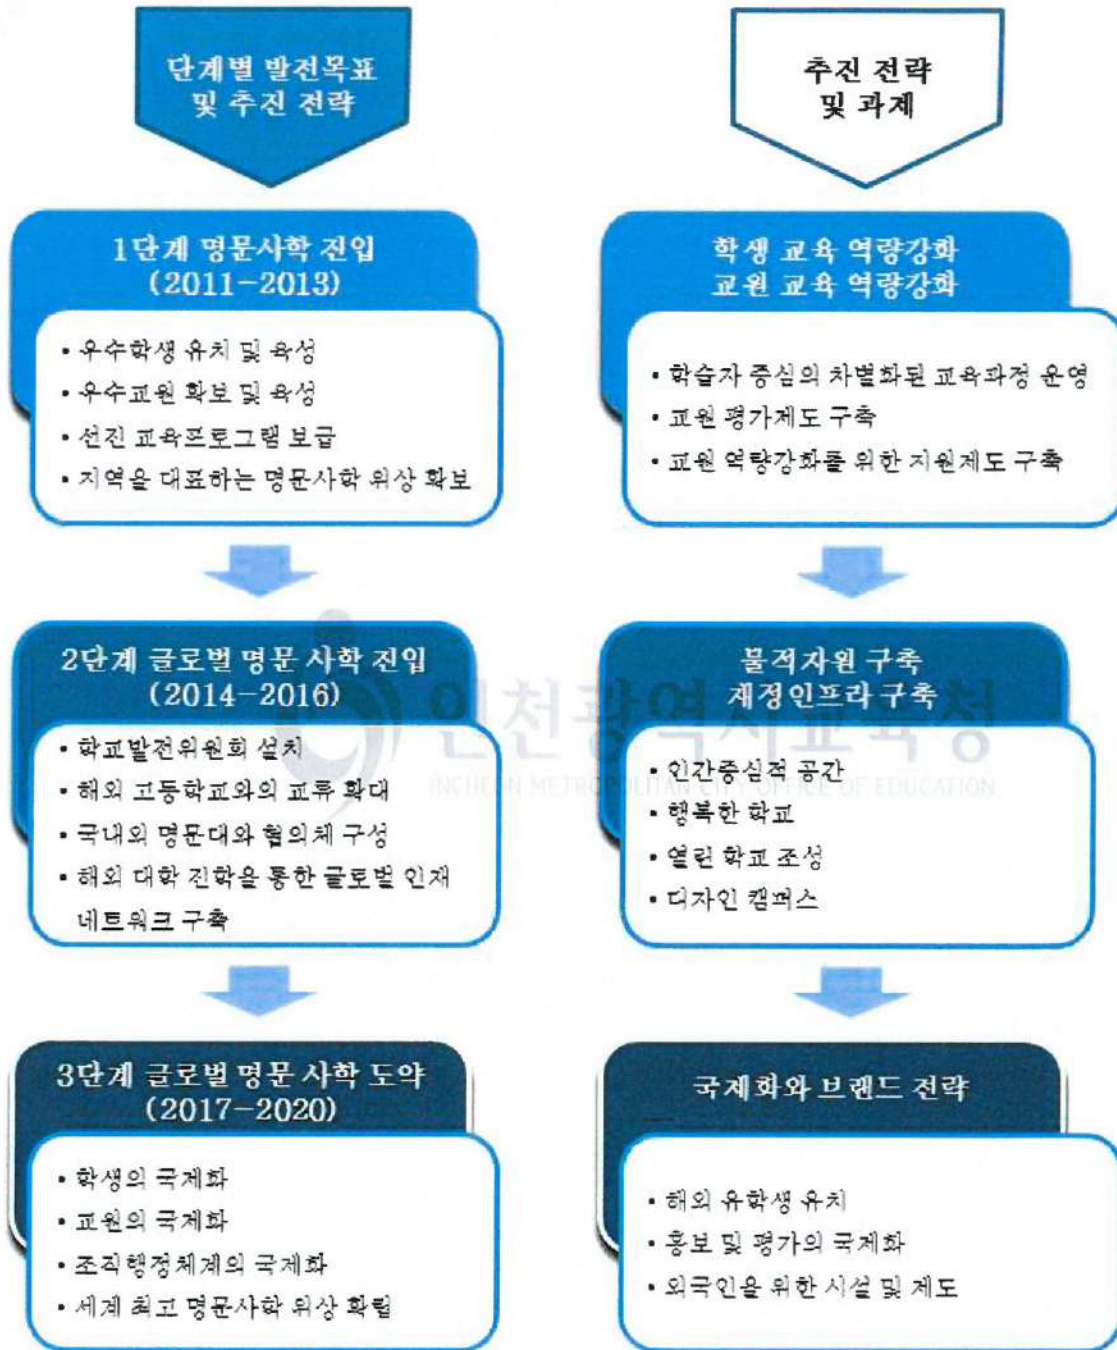 단계별 발전목표
및 추진 전략
1단계 명문사학 진입
(2011-2013)
• 우수학생 유치 및 육성
• 우수교원 확보 및 육성
• 선진 교육프로그램 보급
• 지역을 대표하는 명문사학 위상 확보
2단계 글로벌 명문 사학 진입
(2014-2016)
• 학교발전위원회 설치
• 해외 고등학교와의 교류 확대
• 국내외 명문대와 협의체 구성
• 해외 대학 진학을 통한 글로벌 인재
네트워크 구축
3단계 글로벌 명문 사학 도약
(2017-2020)
• 학생의 국제화
• 교원의 국제화
• 조직행정체계의 국제화
• 세계 최고 명문사학 위상 확립
추진 전략
및 과제
학생 교육 역량강화
교원 교육 역량강화
• 학습자 중심의 차별화된 교육과정 운영
• 교원 평가제도 구축
• 교원 역량강화를 위한 지원제도 구축
물적자원 구축
재정인프라 구축
• 인간중심적 공간
• 행복한 학교
• 열린 학교 조성
• 디자인 캠퍼스
국제화와 브랜드 전략
• 해외 유학생 유치
• 홍보 및 평가의 국제화
• 외국인을 위한 시설 및 제도
인천광역시교육청
INCHEON METROPOLITAN CITY OFFICE OF EDUCATION